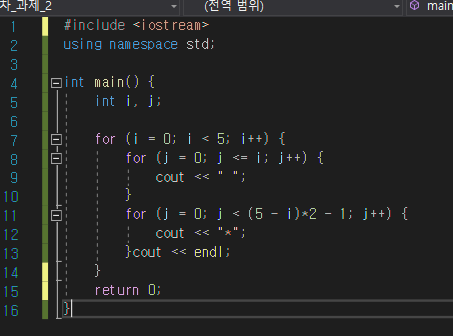 차_과제_2 (전역 범위) main
1 #include <iostream>
2 using namespace std;
3
4 int main() {
5 int i, j;
6
7 for (i = 0; i < 5; i++) {
8 for (j = 0; j <= i; j++) {
9 cout << " ";
10 }
11 for (j = 0; j < (5 - i)*2 - 1; j++) {
12 cout << "*";
13 }cout << endl;
14 }
15 return 0;
16 }